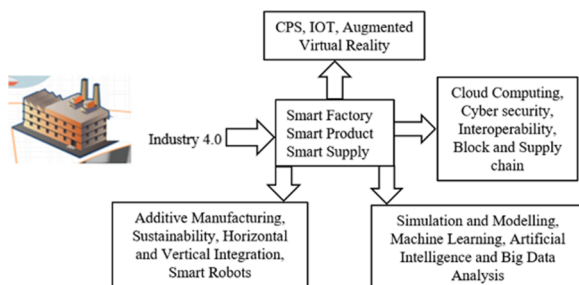 CPS, IOT, Augmented
Virtual Reality
Industry 4.0
Smart Factory
Smart Product
Smart Supply
Cloud Computing,
Cyber security,
Interoperability,
Block and Supply
chain
Additive Manufacturing,
Sustainability, Horizontal
and Vertical Integration,
Smart Robots
Simulation and Modelling,
Machine Learning, Artificial
Intelligence and Big Data
Analysis